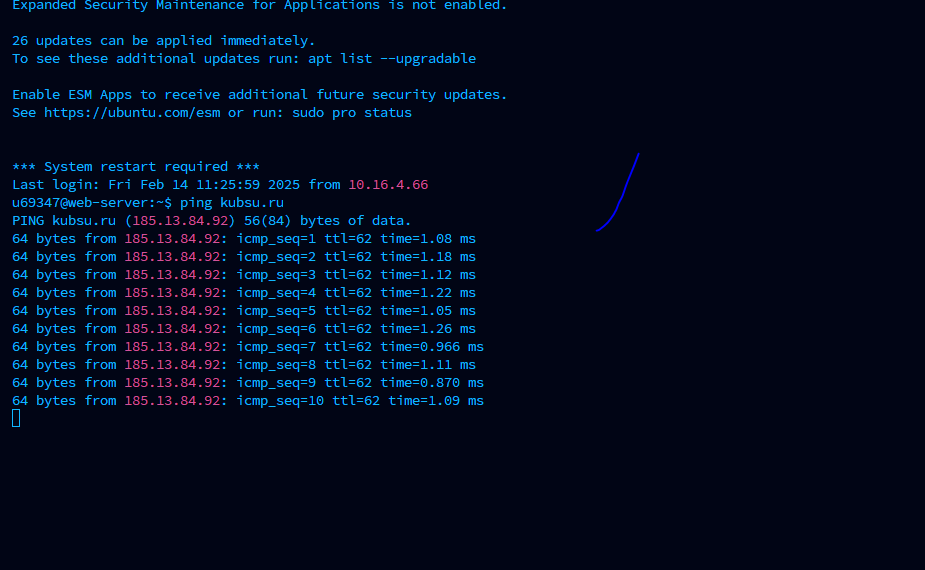 Expanded Security Maintenance for Applications is not enabled.
26 updates can be applied immediately.
To see these additional updates run: apt list --upgradable
Enable ESM Apps to receive additional future security updates.
See https://ubuntu.com/esm or run: sudo pro status
*** System restart required ***
Last login: Fri Feb 14 11:25:59 2025 from 10.16.4.66
u69347@web-server:~$ ping kubsu.ru
PING kubsu.ru (185.13.84.92) 56(84) bytes of data.
64 bytes from 185.13.84.92: icmp_seq=1 ttl=62 time=1.08 ms
64 bytes from 185.13.84.92: icmp_seq=2 ttl=62 time=1.18 ms
64 bytes from 185.13.84.92: icmp_seq=3 ttl=62 time=1.12 ms
64 bytes from 185.13.84.92: icmp_seq=4 ttl=62 time=1.22 ms
64 bytes from 185.13.84.92: icmp_seq=5 ttl=62 time=1.05 ms
64 bytes from 185.13.84.92: icmp_seq=6 ttl=62 time=1.26 ms
64 bytes from 185.13.84.92: icmp_seq=7 ttl=62 time=0.966 ms
64 bytes from 185.13.84.92: icmp_seq=8 ttl=62 time=1.11 ms
64 bytes from 185.13.84.92: icmp_seq=9 ttl=62 time=0.870 ms
64 bytes from 185.13.84.92: icmp_seq=10 ttl=62 time=1.09 ms